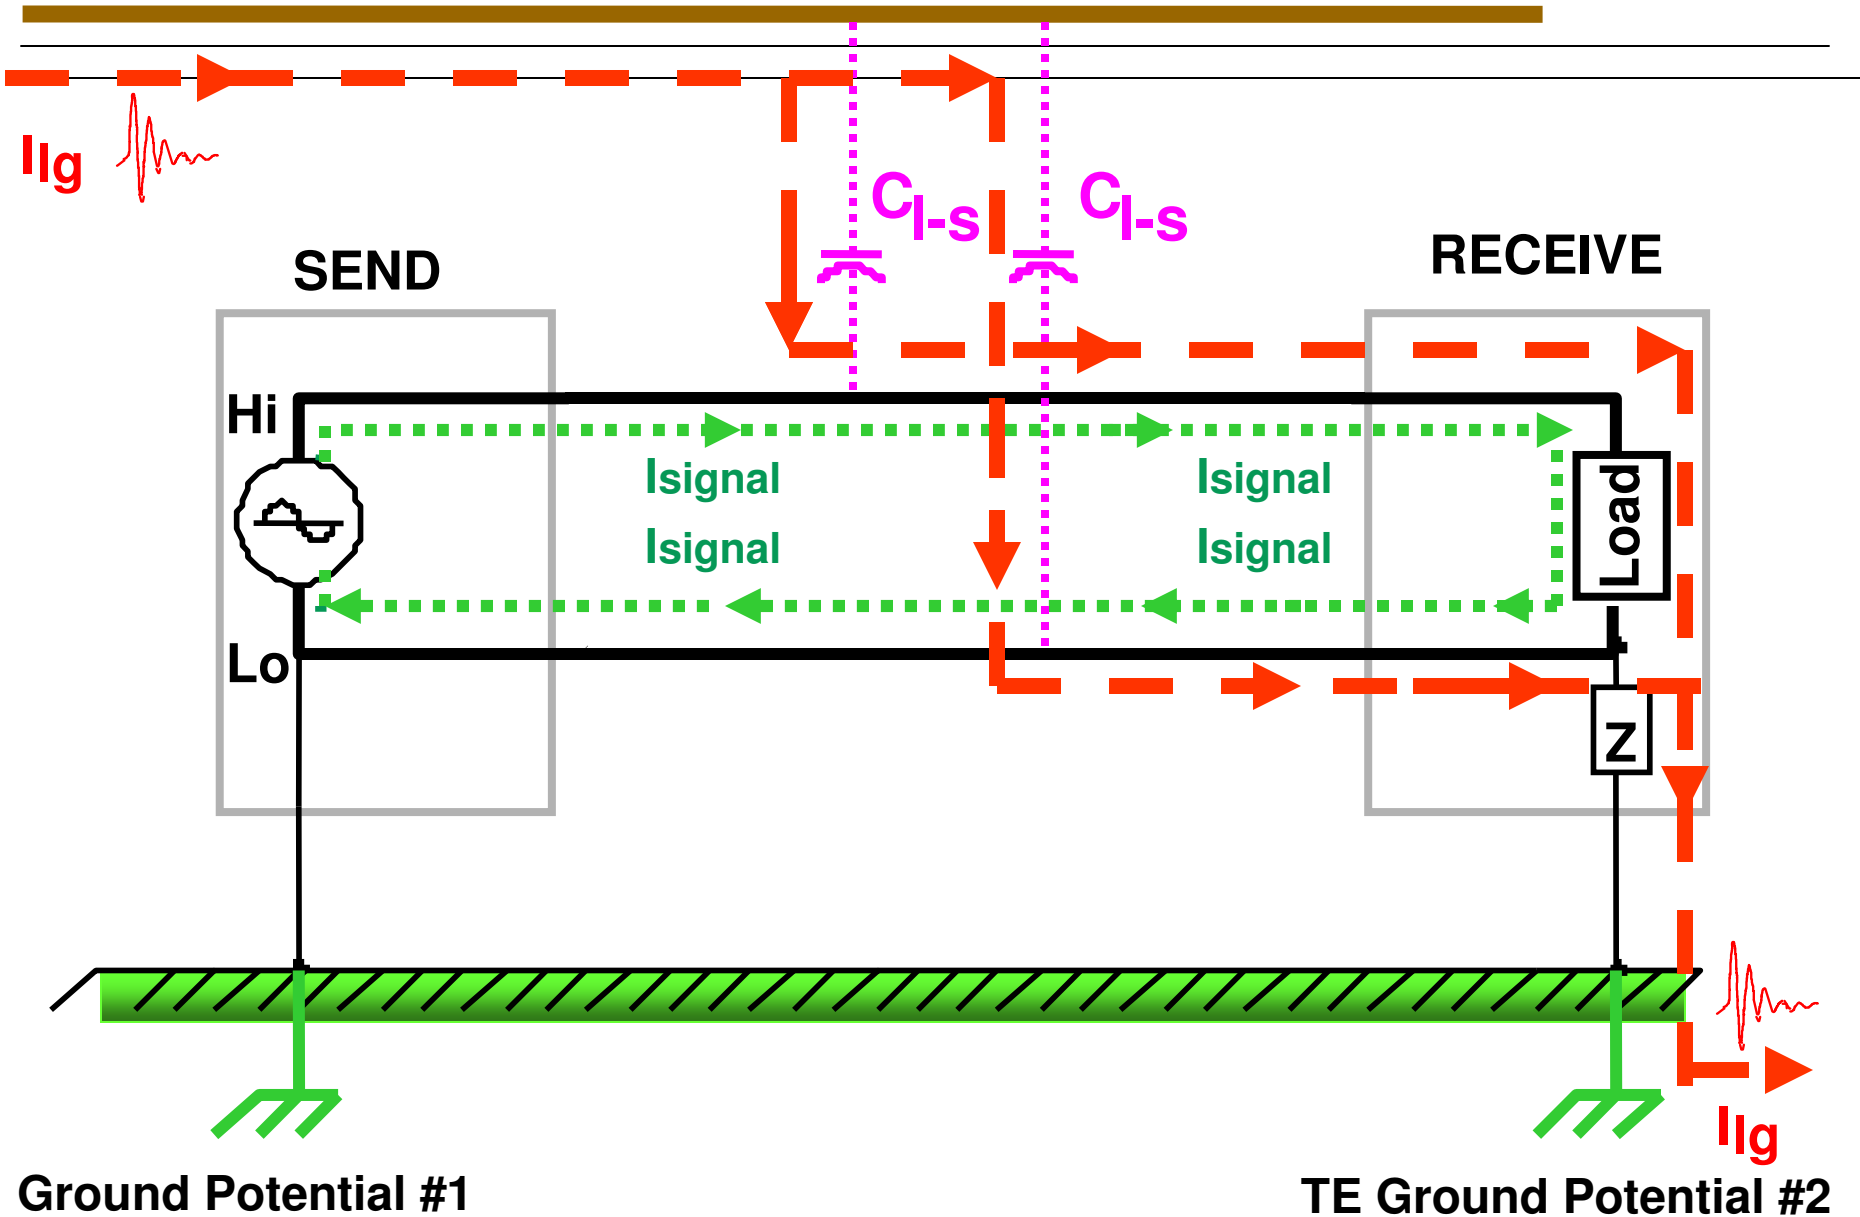 Ilg
Cl-s Cl-s
SEND
RECEIVE
Hi
Isignal Isignal
Load
Isignal Isignal
Lo
Z
Ilg
Ground Potential #1
TE Ground Potential #2